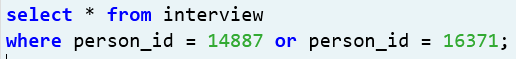 select * from interview
where person_id = 14887 or person_id = 16371;